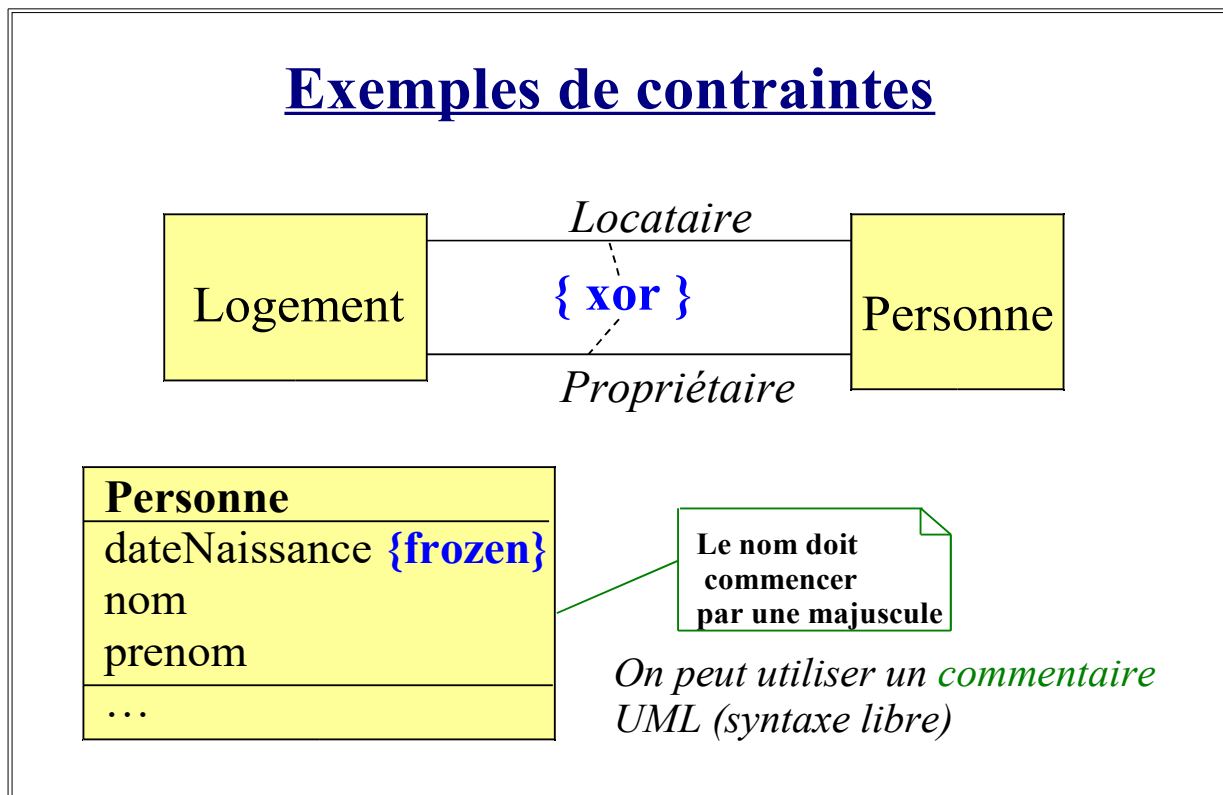 Exemples de contraintes
Locataire
Logement
{ xor }
Personne
Propriétaire
Personne
dateNaissance {frozen}
nom
prenom
…
Le nom doit
commencer
par une majuscule
On peut utiliser un commentaire
UML (syntaxe libre)